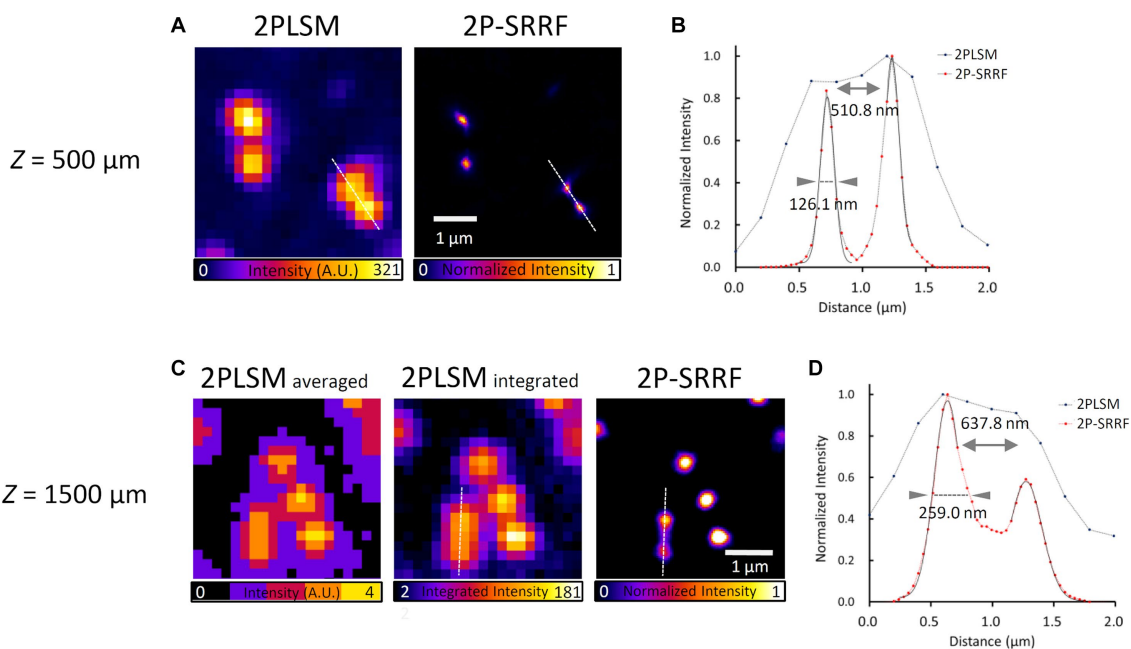 A
2PLSM
2P-SRRF
B
Z = 500 µm
1 µm
0 Intensity (A.U.) 321
0 Normalized Intensity 1
Normalized Intensity
1.0
0.8
0.6
0.4
0.2
0.0
0.0 0.5 1.0 1.5 2.0
Distance (µm)
2PLSM
2P-SRRF
510.8 nm
126.1 nm
C
2PLSM averaged
2PLSM integrated
2P-SRRF
D
Z = 1500 µm
1 µm
0 Intensity (A.U.) 4
2 Integrated Intensity 181
2
0 Normalized Intensity 1
Normalized Intensity
1.0
0.8
0.6
0.4
0.2
0.0
0.0 0.5 1.0 1.5 2.0
Distance (µm)
2PLSM
2P-SRRF
637.8 nm
259.0 nm